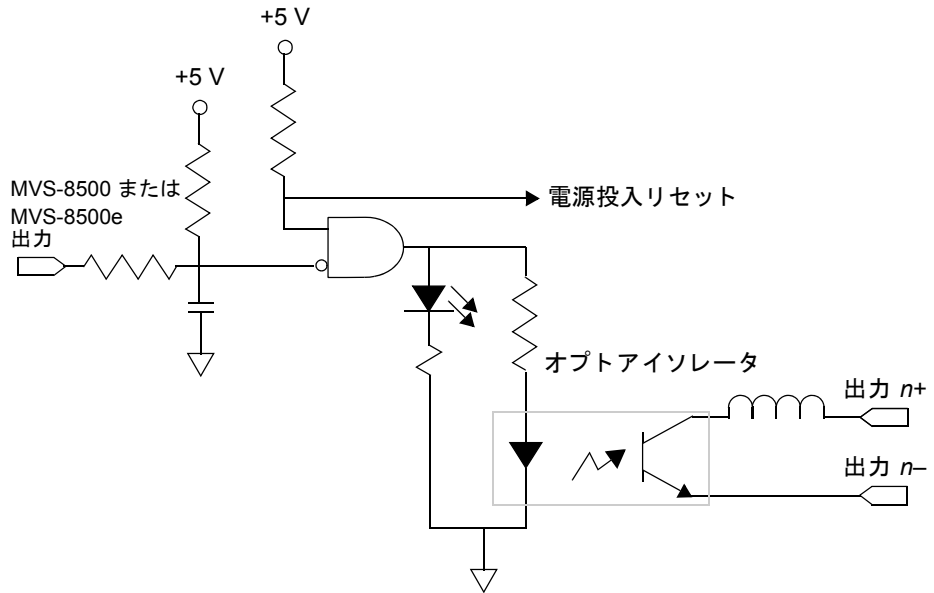 +5 V
+5 V
MVS-8500 または
MVS-8500e
出力
電源投入リセット
オプトアイソレータ
出力 n+
出力 n–